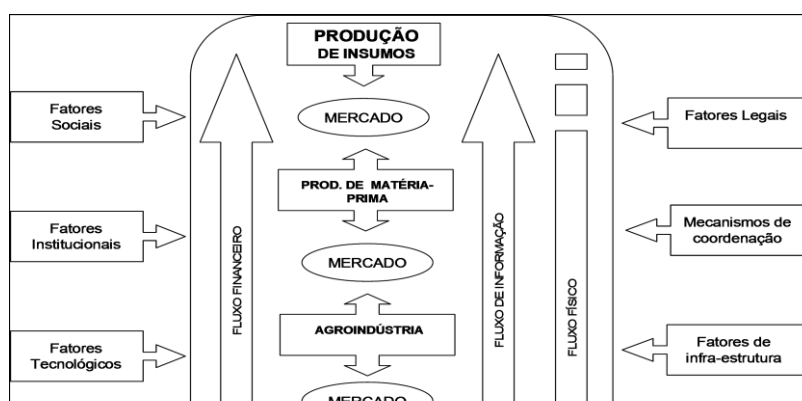 PRODUÇÃO
DE INSUMOS
Fatores
Sociais
MERCADO
Fatores Legais
PROD. DE MATÉRIA-
PRIMA
Fatores
Institucionais
MERCADO
Mecanismos de
coordenação
FLUXO FINANCEIRO
FLUXO DE INFORMAÇÃO
FLUXO FÍSICO
AGROINDÚSTRIA
Fatores
Tecnológicos
Fatores de
infra-estrutura
MERCADO